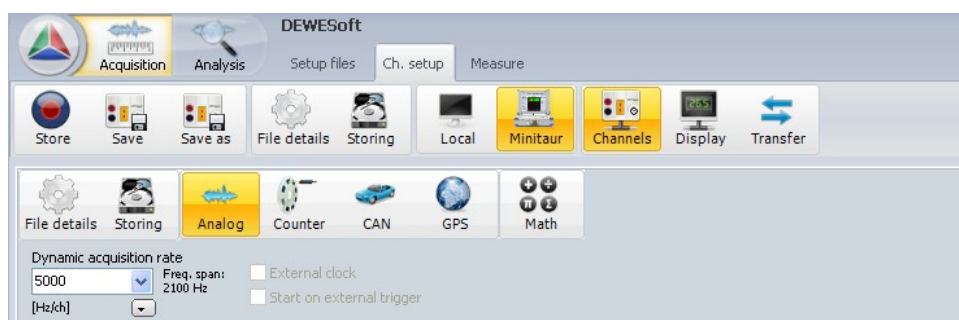 DEWESoft
Acquisition Analysis Setup files Ch. setup Measure
Store Save Save as File details Storing Local Minitaur Channels Display Transfer
File details Storing Analog Counter CAN GPS Math
Dynamic acquisition rate
5000 Freq. span: External clock
2100 Hz
[Hz/ch] Start on external trigger